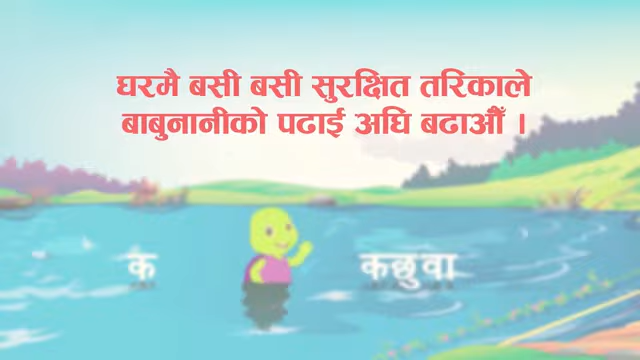 घरमै बसी बसी सुरक्षित तरिकाले
बाबुनानीको पढाई अघि बढाऔँ ।
क कछुवा